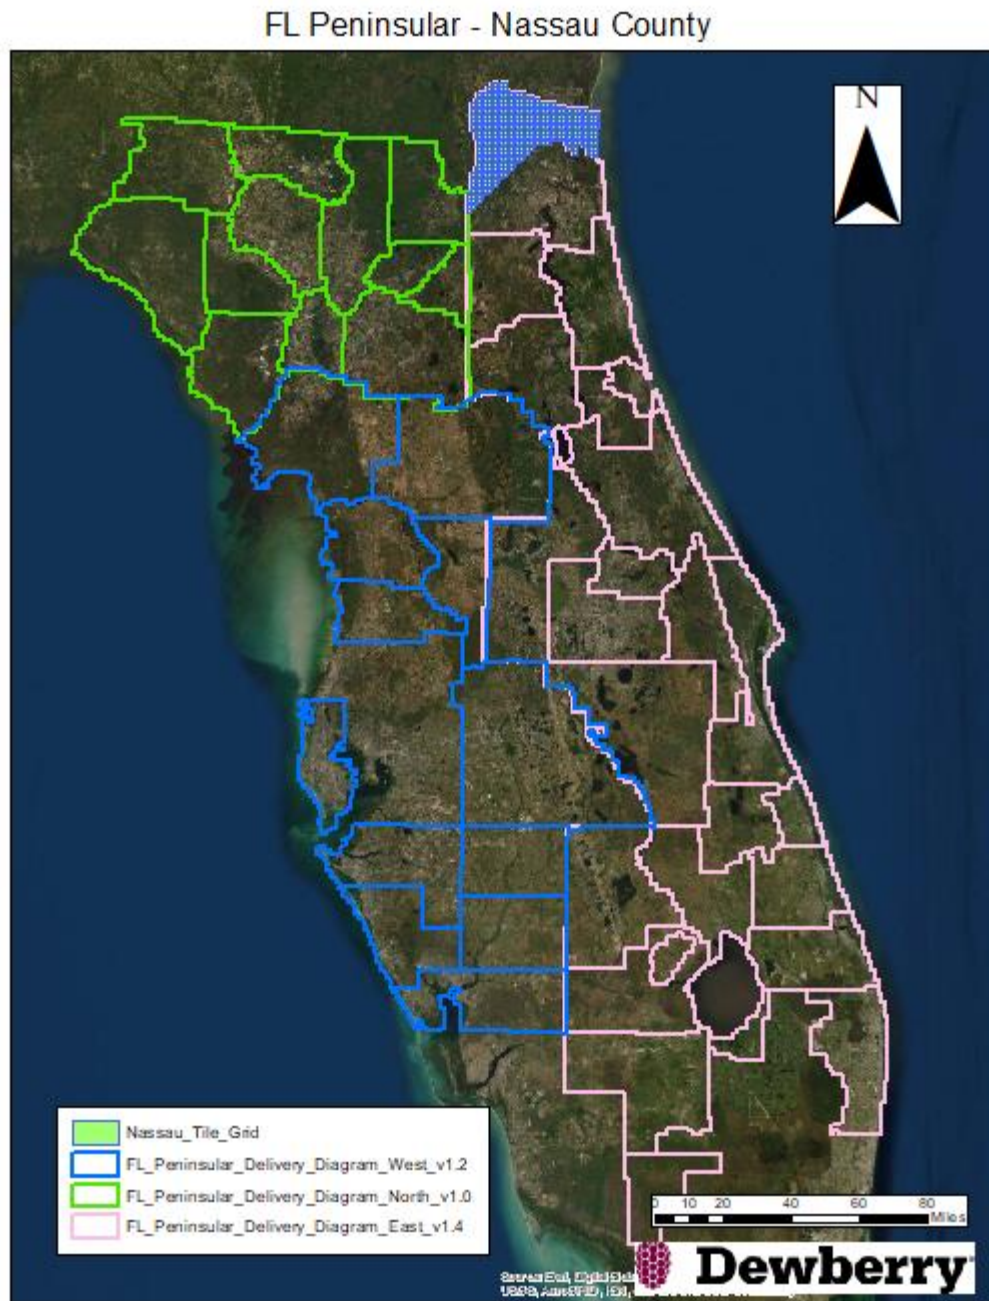 FL Peninsular - Nassau County
N
Nassau_Tile_Grid
FL_Peninsular_Delivery_Diagram_West_v1.2
FL_Peninsular_Delivery_Diagram_North_v1.0
FL_Peninsular_Delivery_Diagram_East_v1.4
0 10 20 40 60 80
Miles
Dewberry